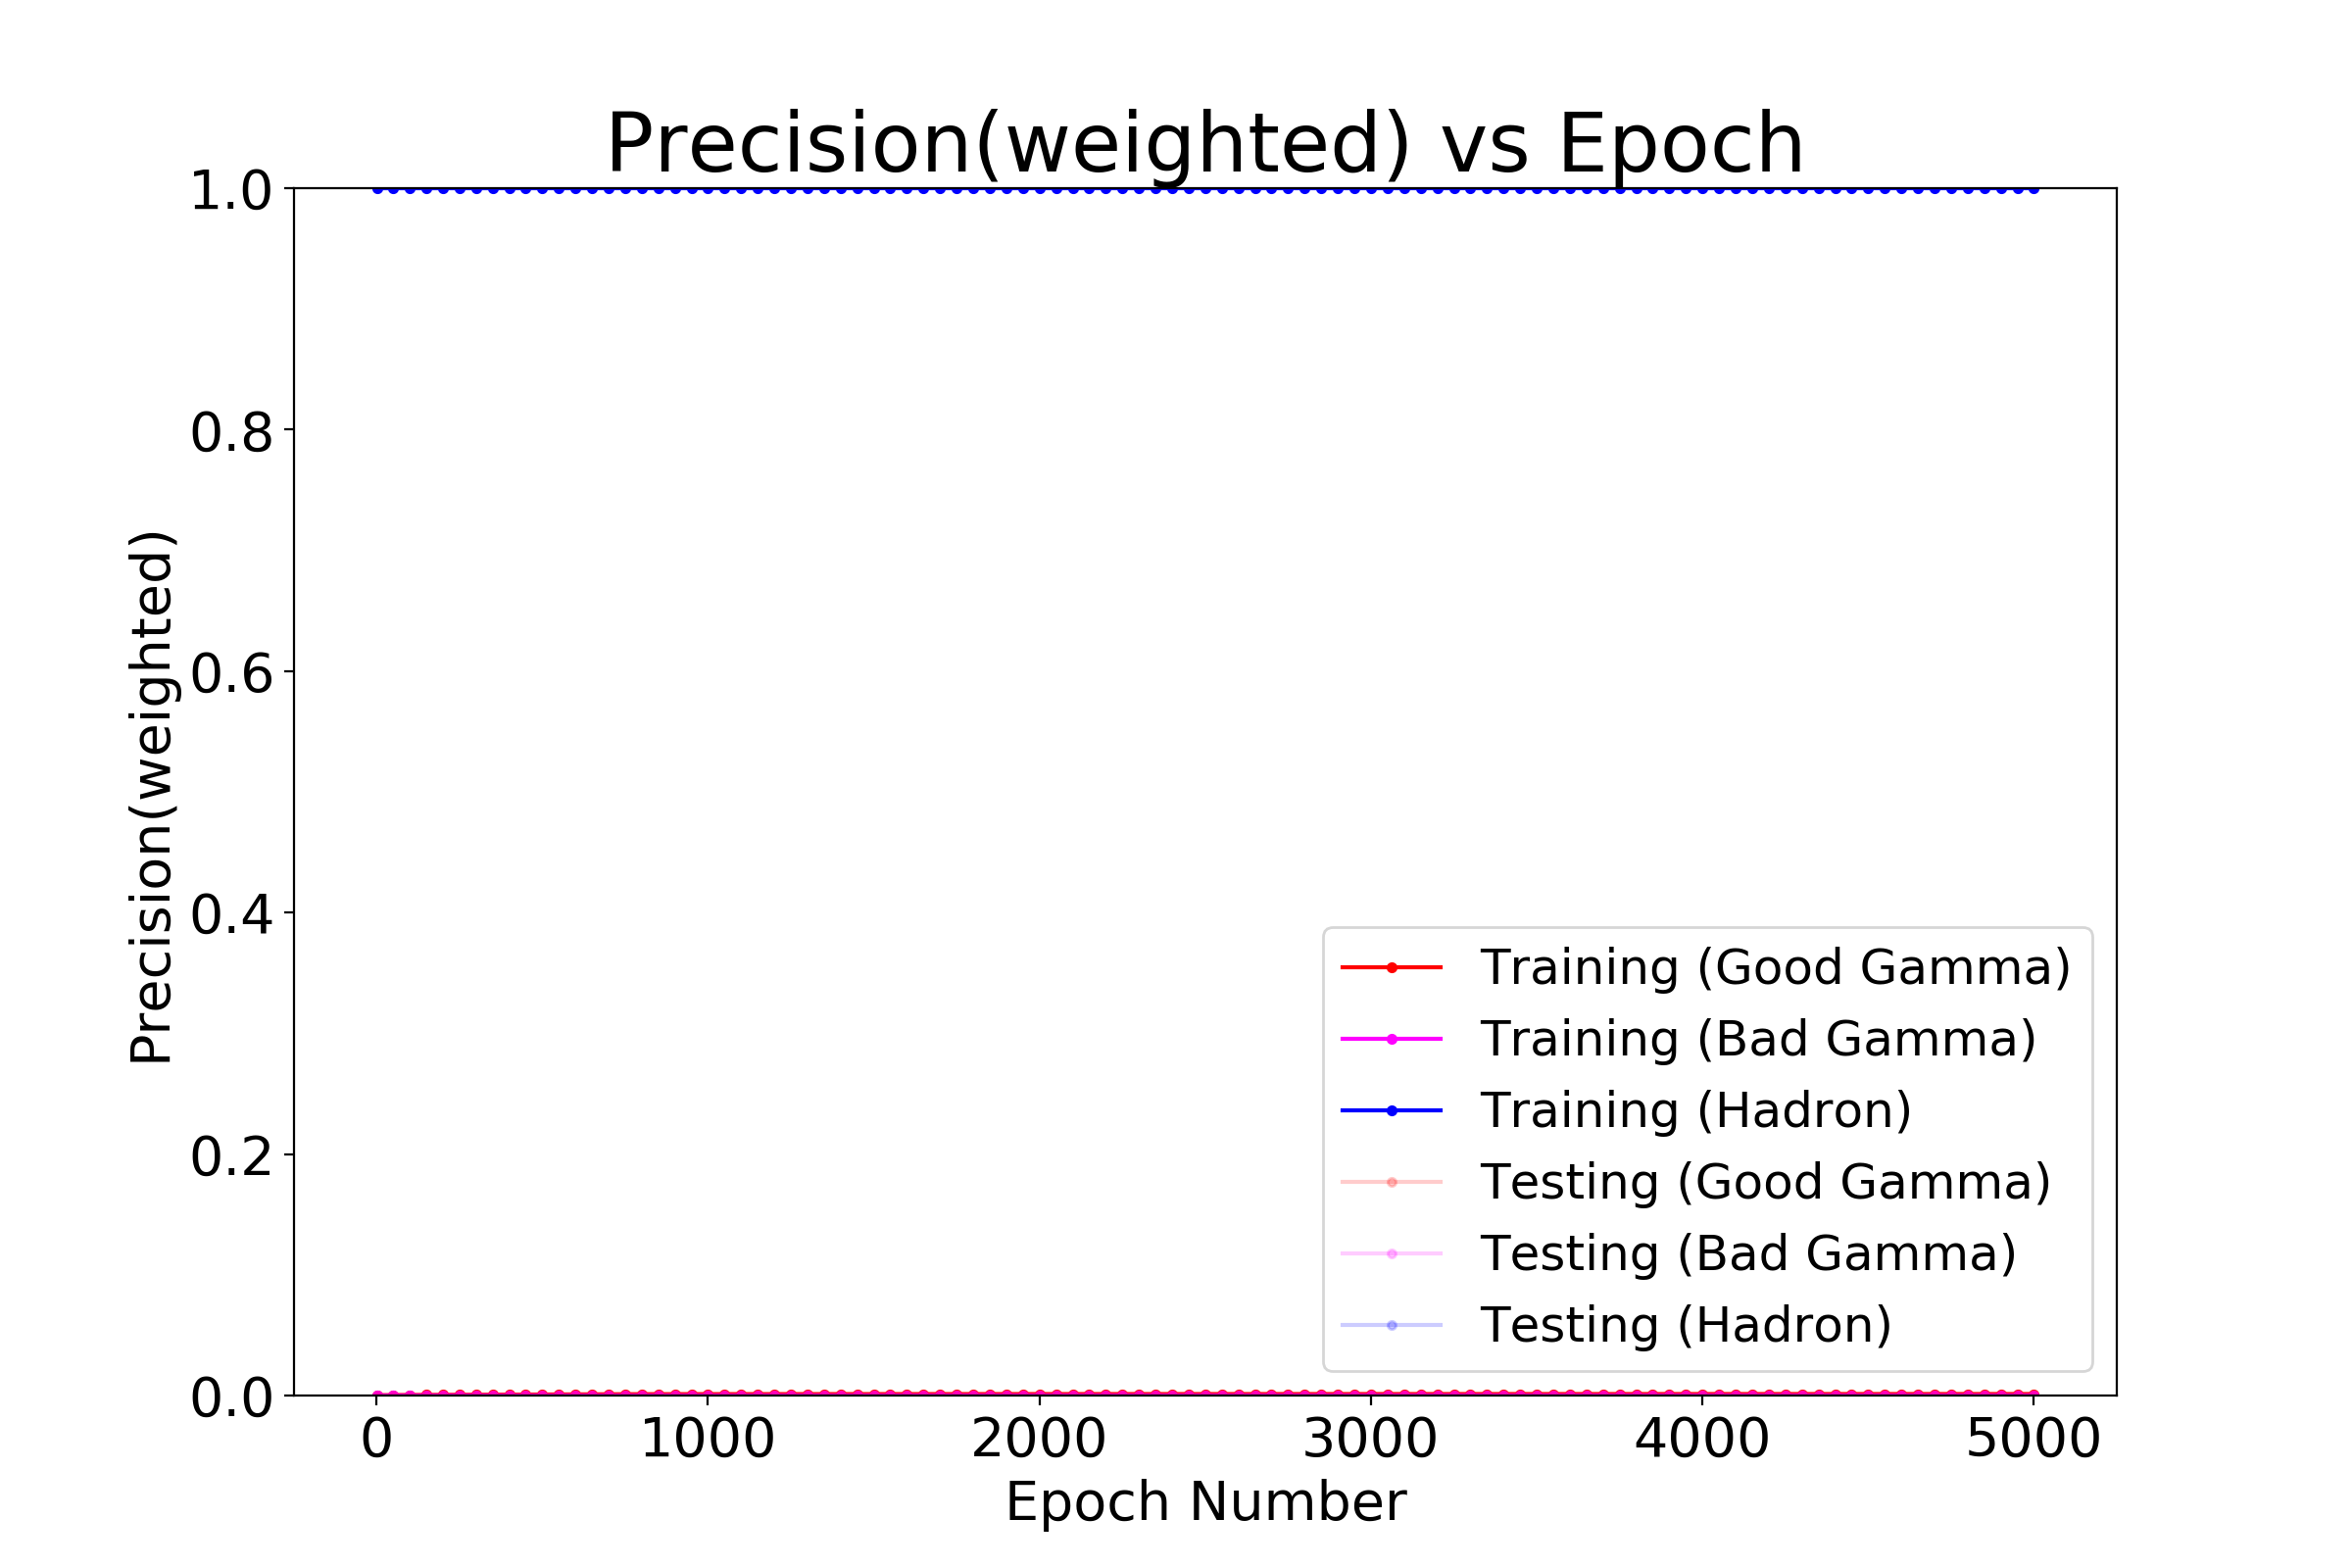 Precision(weighted) vs Epoch
1.0
0.8
0.6
0.4
0.2
0.0
Precision(weighted)
Training (Good Gamma)
Training (Bad Gamma)
Training (Hadron)
Testing (Good Gamma)
Testing (Bad Gamma)
Testing (Hadron)
0 1000 2000 3000 4000 5000
Epoch Number